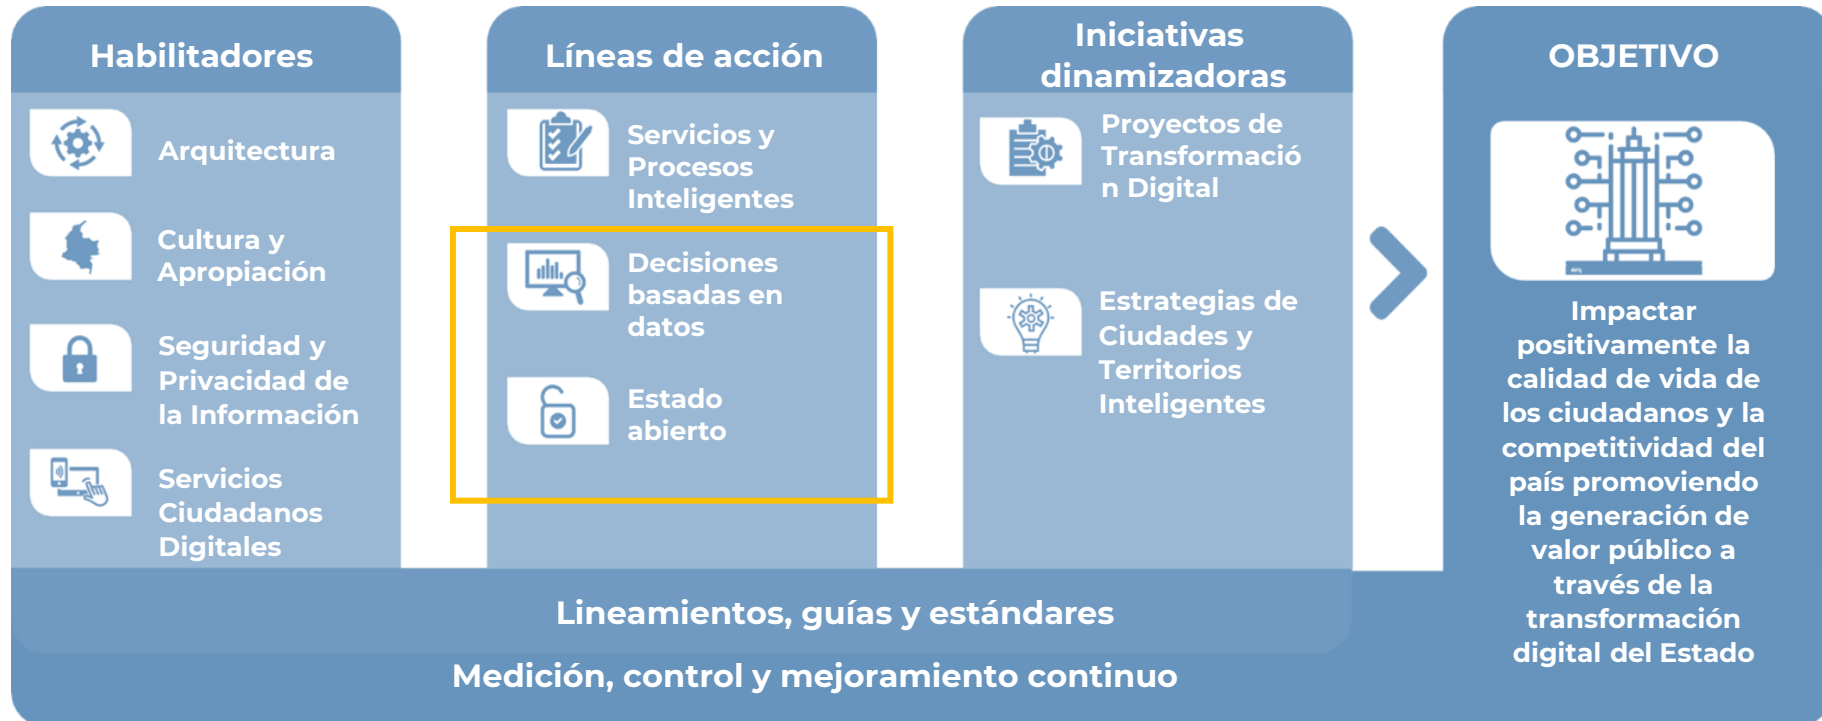 Habilitadores
Arquitectura
Cultura y
Apropiación
Seguridad y
Privacidad de
la Información
Servicios
Ciudadanos
Digitales
Líneas de acción
Servicios y
Procesos
Inteligentes
Decisiones
basadas en
datos
Estado
abierto
Iniciativas
dinamizadoras
Proyectos de
Transformació
n Digital
Estrategias de
Ciudades y
Territorios
Inteligentes
OBJETIVO
Impactar
positivamente la
calidad de vida de
los ciudadanos y la
competitividad del
país promoviendo
la generación de
valor público a
través de la
transformación
digital del Estado
Lineamientos, guías y estándares
Medición, control y mejoramiento continuo